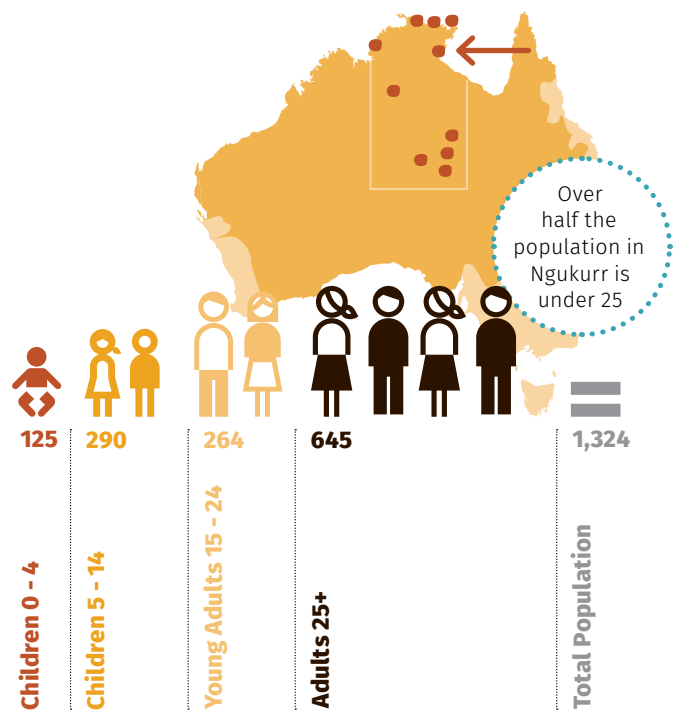 Over
half the
population in
Ngukurr is
under 25
125
290
264
645
1,324
Children 0 - 4
Children 5 - 14
Young Adults 15 - 24
Adults 25+
Total Population